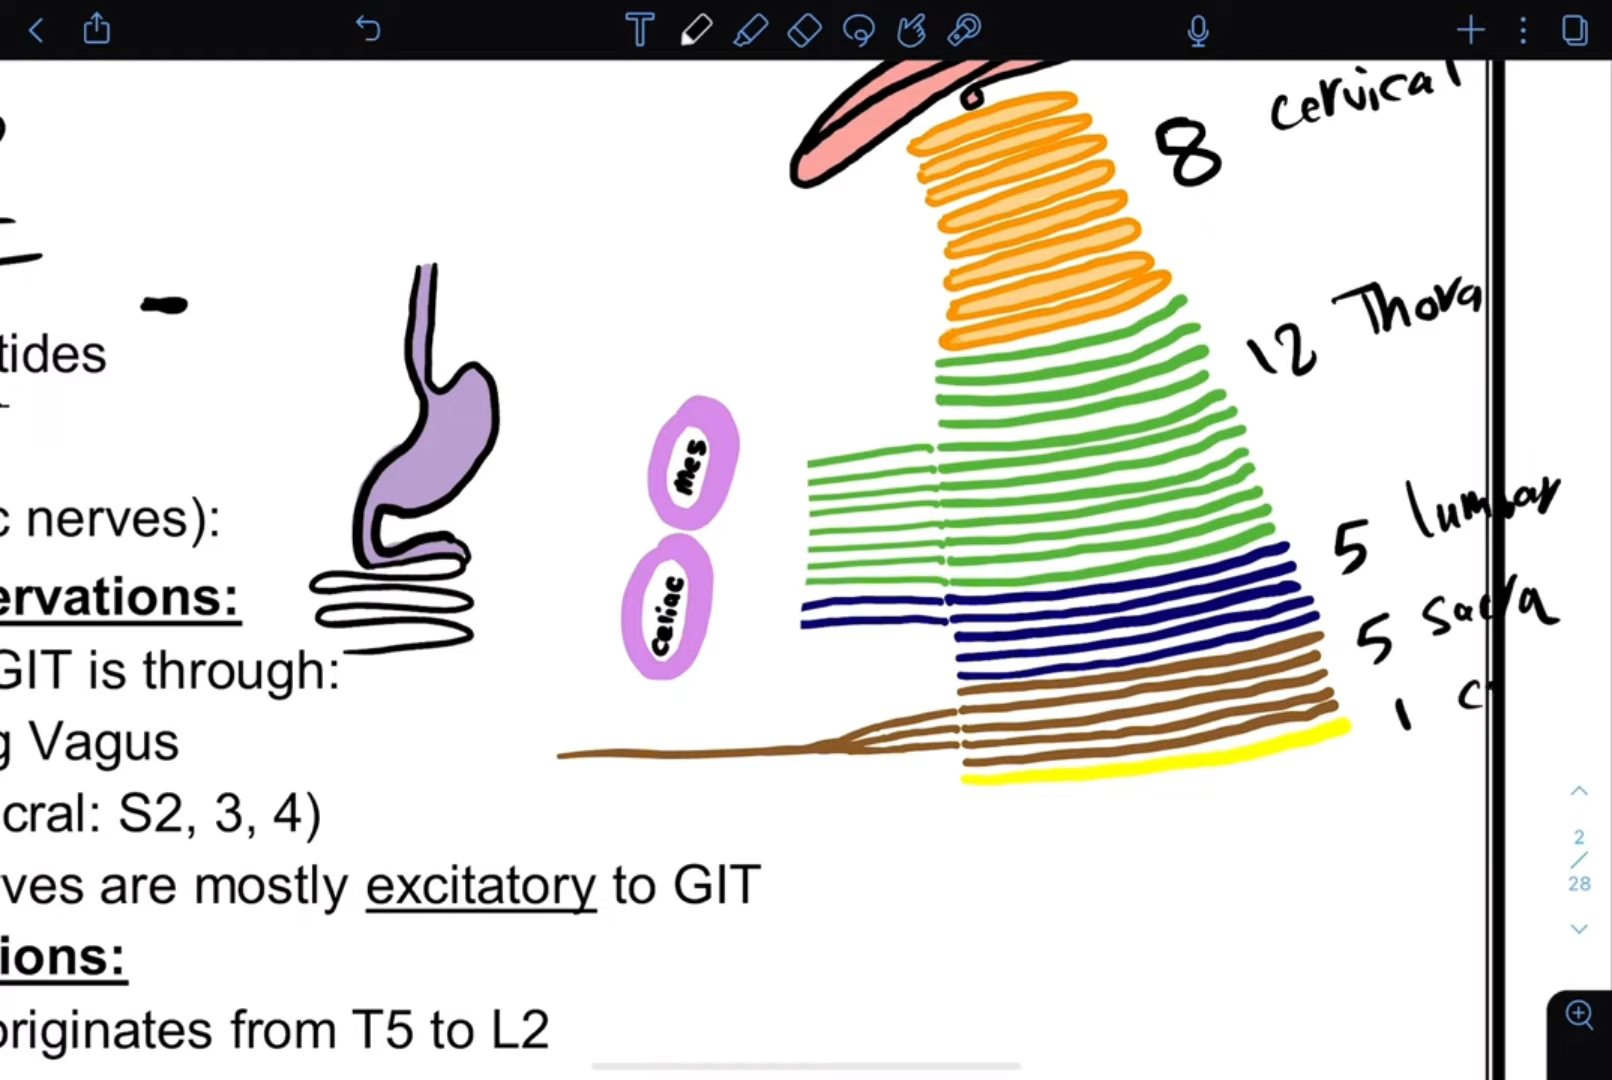 cervical
8
12 Thora
tides
Mes
c nerves):
5 lumbar
Celiac
ervations:
5 Sacra
GIT is through:
1 c
g Vagus
cral: S2, 3, 4)
2
/
28
ves are mostly excitatory to GIT
ions:
originates from T5 to L2